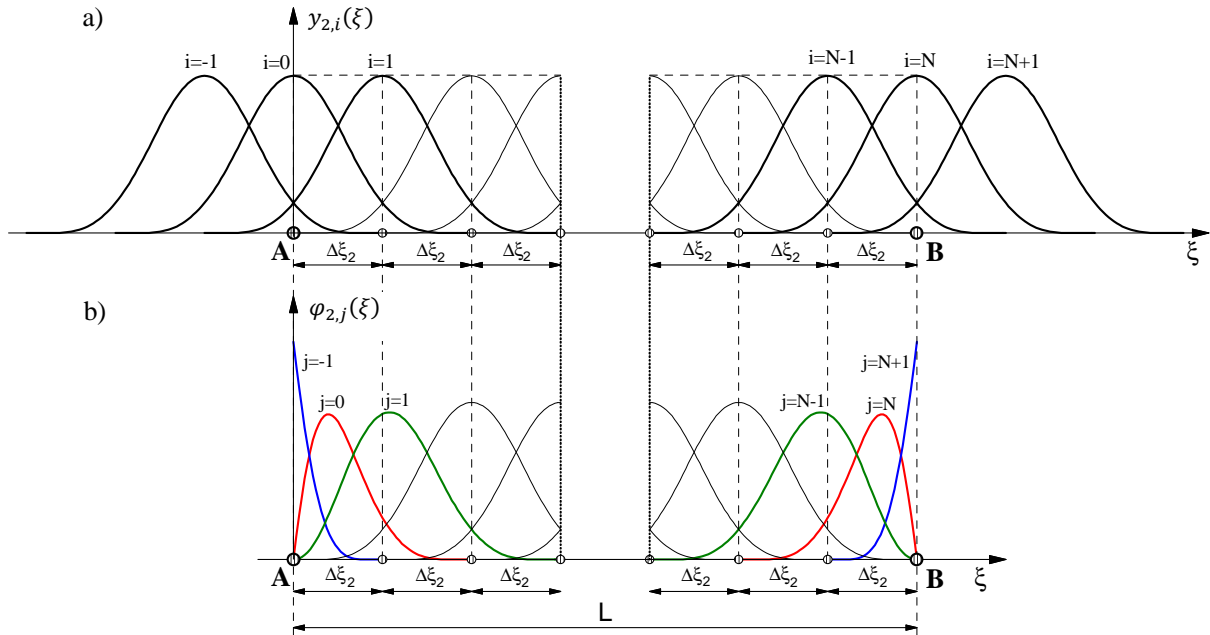 a)
y₂,ᵢ(ξ)
i=-1
i=0
i=1
i=N-1
i=N
i=N+1
A
Δξ₂
Δξ₂
Δξ₂
Δξ₂
Δξ₂
Δξ₂
B
ξ
b)
φ₂,ⱼ(ξ)
j=-1
j=0
j=1
j=N-1
j=N
j=N+1
A
Δξ₂
Δξ₂
Δξ₂
Δξ₂
Δξ₂
Δξ₂
B
ξ
L